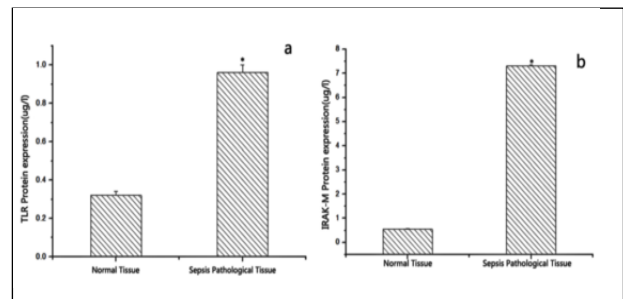 a
TLR Protein expression(ug/l)
1.0
0.8
0.6
0.4
0.2
0.0
*
Normal Tissue
Sepsis Pathological Tissue
b
IRAK-M Protein expression(ug/l)
8
7
6
5
4
3
2
1
0
*
Normal Tissue
Sepsis Pathological Tissue